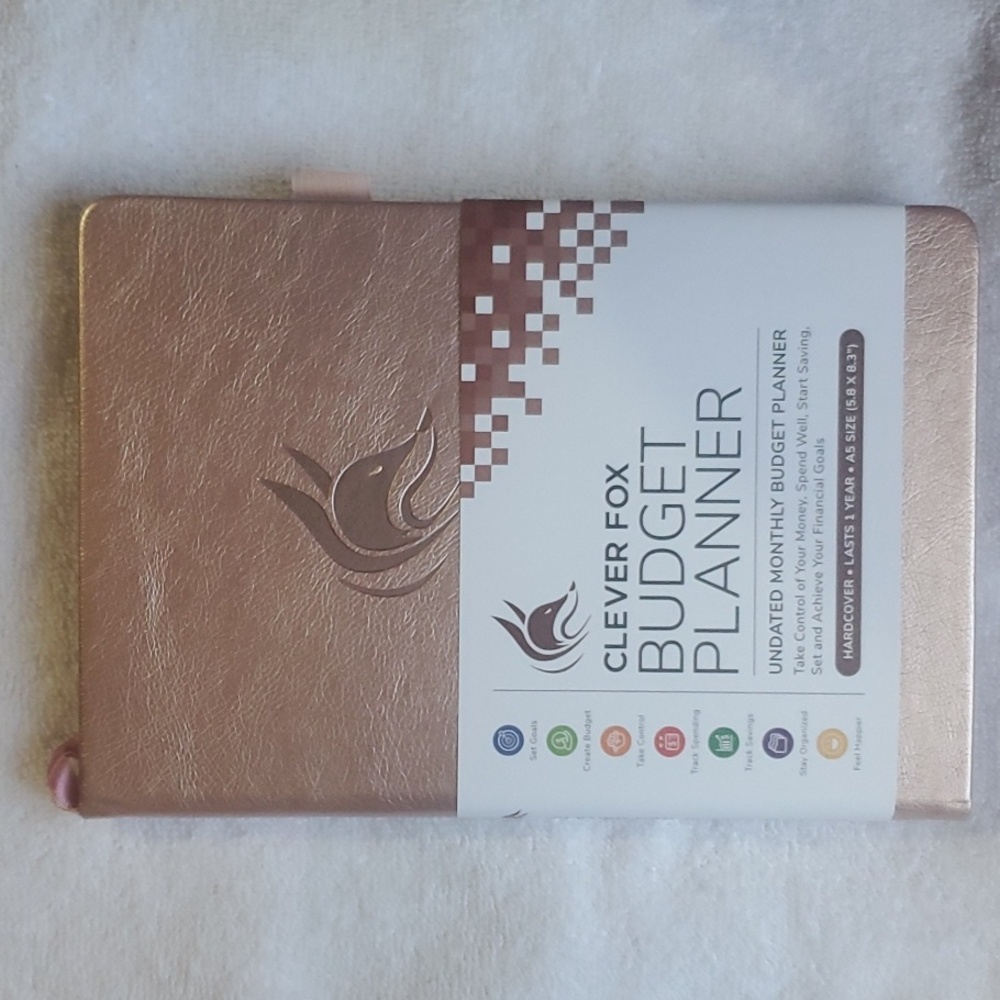 CLEVER FOX
BUDGET
PLANNER
UNDATED MONTHLY BUDGET PLANNER
Take Control of Your Money, Spend Well, Start Saving,
Set and Achieve Your Financial Goals
HARDCOVER • LASTS 1 YEAR • A5 SIZE (5.8 X 8.3")
Set Goals
Create Budget
Take Control
Track Spending
Track Savings
Stay Organized
Feel Happier